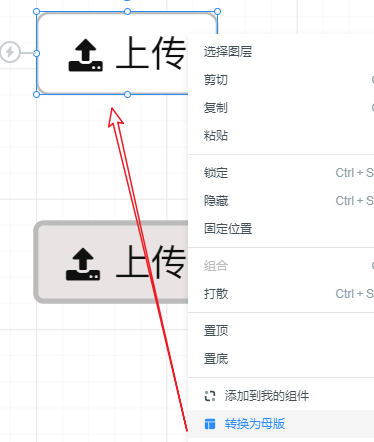 上传
选择图层
剪切
复制
粘贴
锁定 Ctrl + S
隐藏 Ctrl + S
固定位置
上传
组合
打散 Ctrl + S
置顶
置底
添加到我的组件
转换为母版